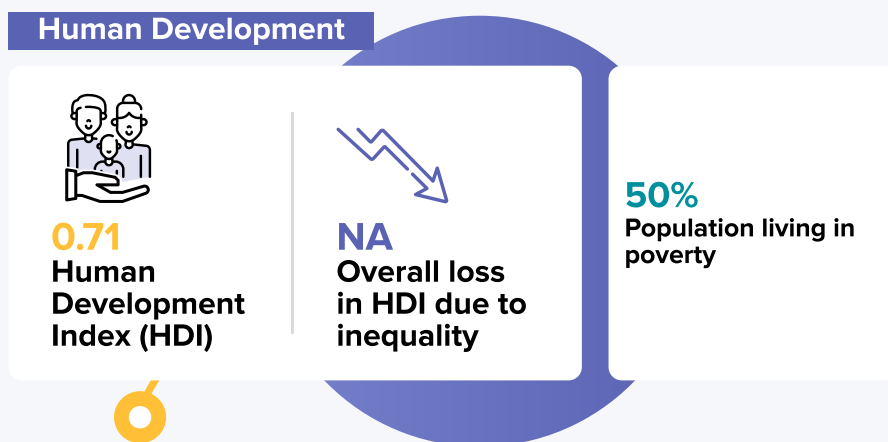 Human Development
0.71
Human
Development
Index (HDI)
NA
Overall loss
in HDI due to
inequality
50%
Population living in
poverty